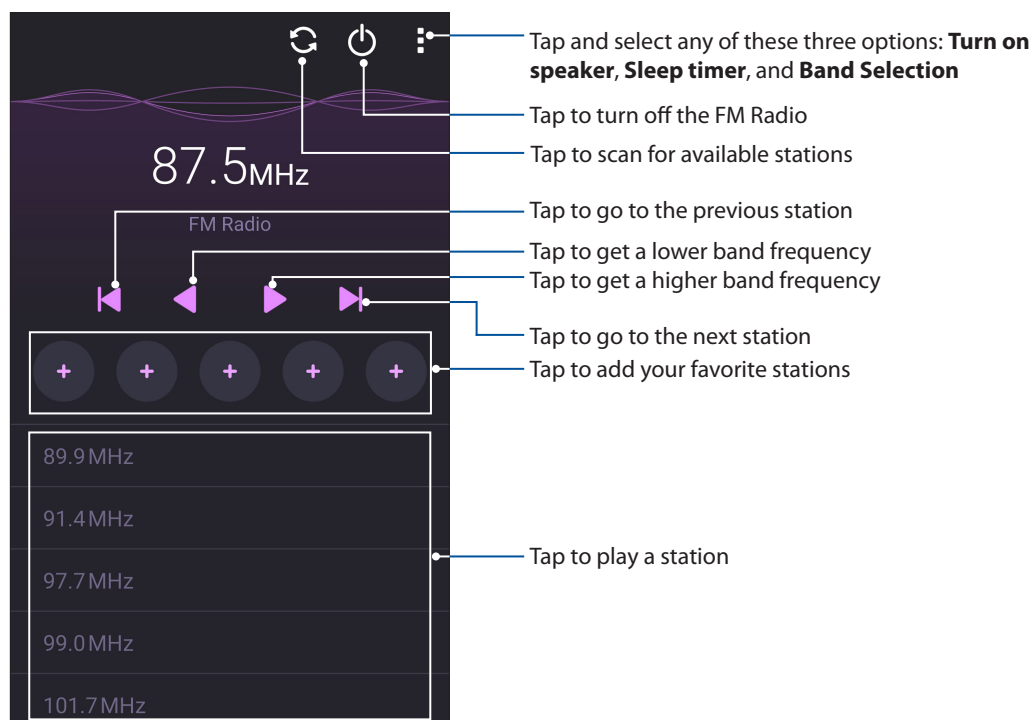 Tap and select any of these three options: Turn on
speaker, Sleep timer, and Band Selection
Tap to turn off the FM Radio
Tap to scan for available stations
87.5MHz
FM Radio
Tap to go to the previous station
Tap to get a lower band frequency
Tap to get a higher band frequency
Tap to go to the next station
Tap to add your favorite stations
89.9MHz
91.4MHz
97.7MHz
99.0MHz
101.7MHz
Tap to play a station